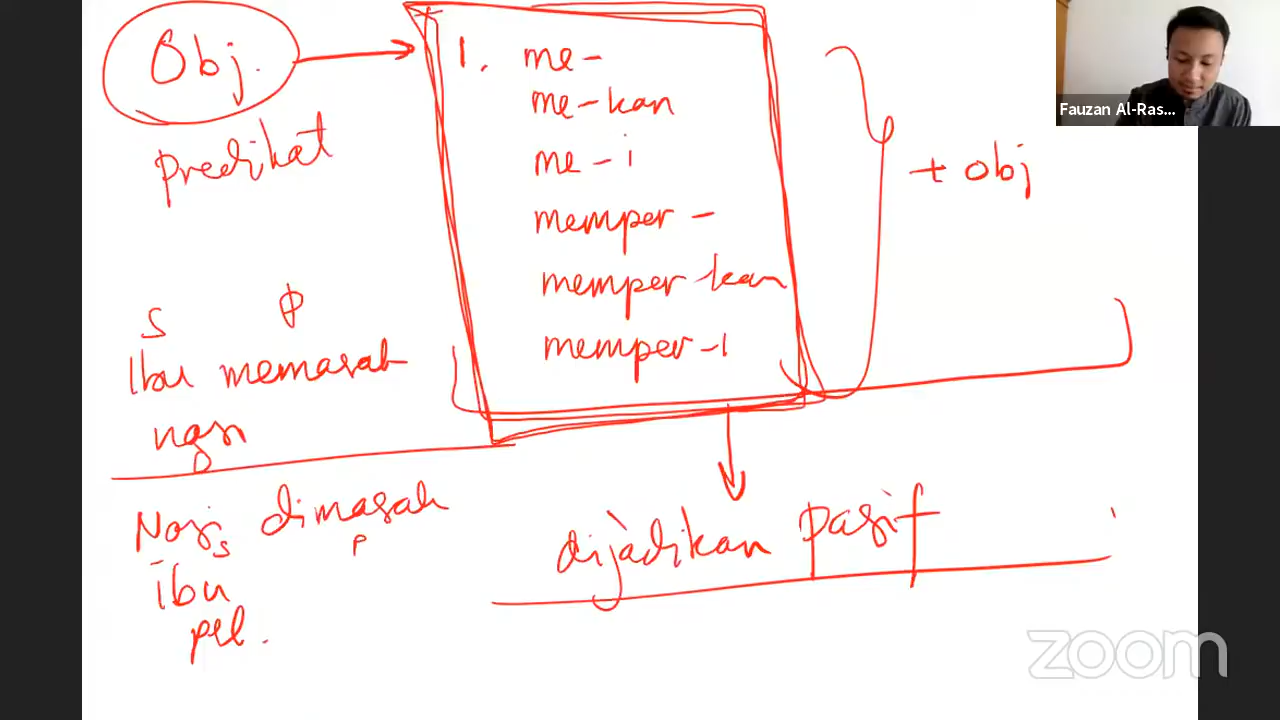 Obj.
Predikat
1. me-
me-kan
me-i
memper-
memper-kan
memper-i
+ obj
S P
Ibu memasak
nasi
O
Nasi dimasak
S P
ibu
pel.
dijadikan pasif
Fauzan Al-Ras...
zoom